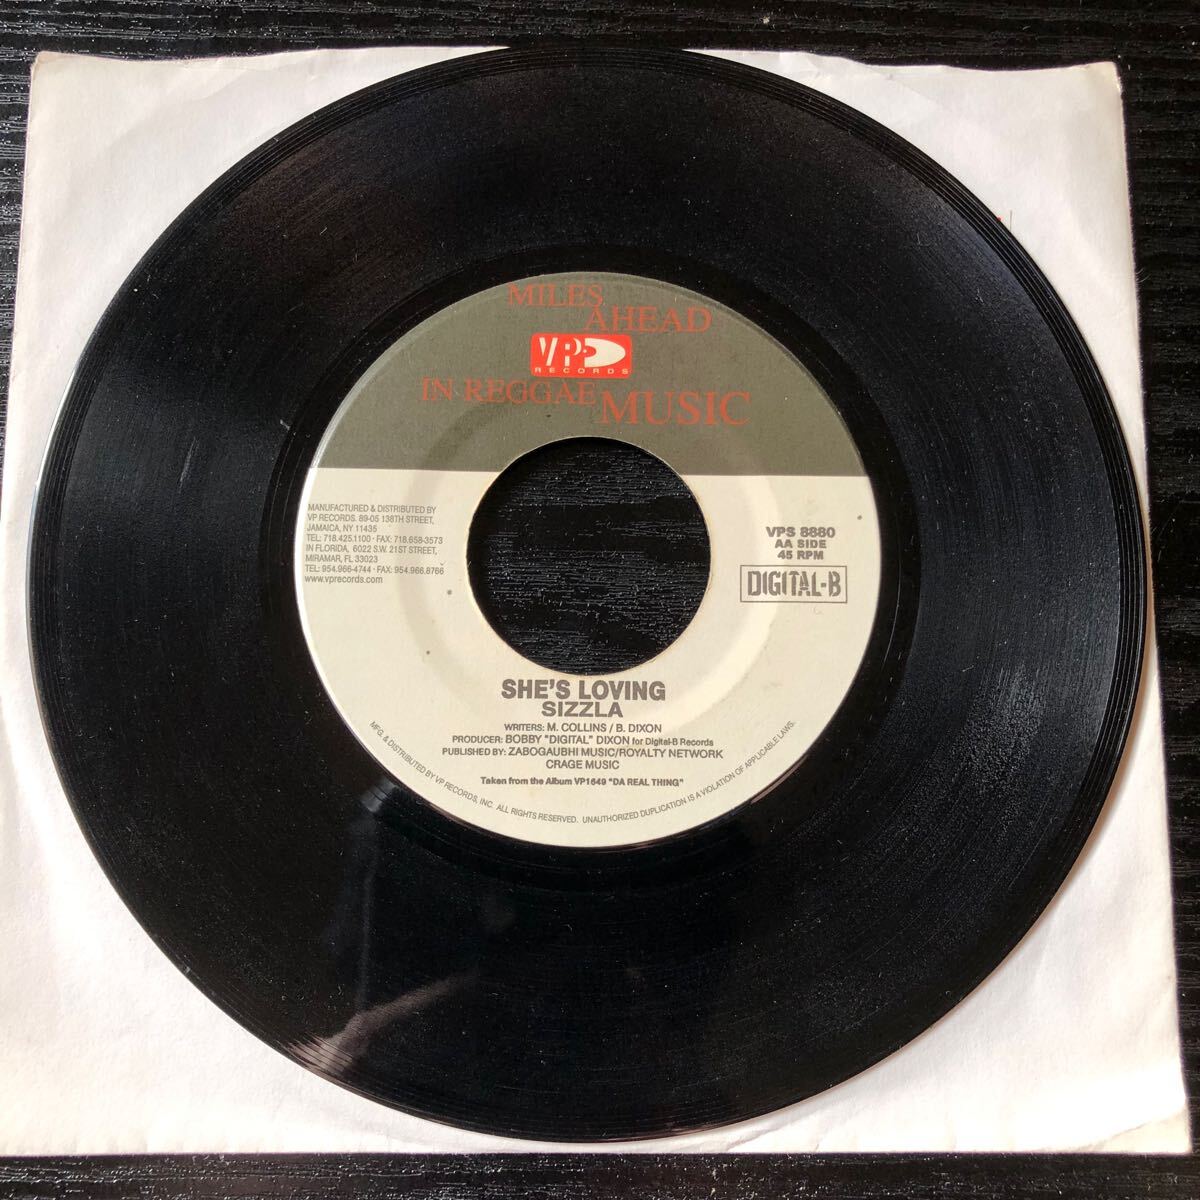 MILES
AHEAD
VP
RECORDS
IN REGGAE
MUSIC
MANUFACTURED & DISTRIBUTED BY
VP RECORDS. 89-05 138TH STREET,
JAMAICA, NY 11435
TEL: 718.425.1100 · FAX: 718.658-3573
IN FLORIDA, 6022 S.W. 21ST STREET,
MIRAMAR, FL 33023
TEL: 954.966-4744 · FAX: 954.966.8766
www.vprecords.com
VPS 8880
AA SIDE
45 RPM
DIGITAL-B
SHE'S LOVING
SIZZLA
WRITERS: M. COLLINS / B. DIXON
PRODUCER: BOBBY "DIGITAL" DIXON for Digital-B Records
PUBLISHED BY: ZABOGAUBHI MUSIC/ROYALTY NETWORK
CRAGE MUSIC
Taken from the Album VP1649 "DA REAL THING"
MFG. & DISTRIBUTED BY VP RECORDS, INC. ALL RIGHTS RESERVED. UNAUTHORIZED DUPLICATION IS A VIOLATION OF APPLICABLE LAWS.